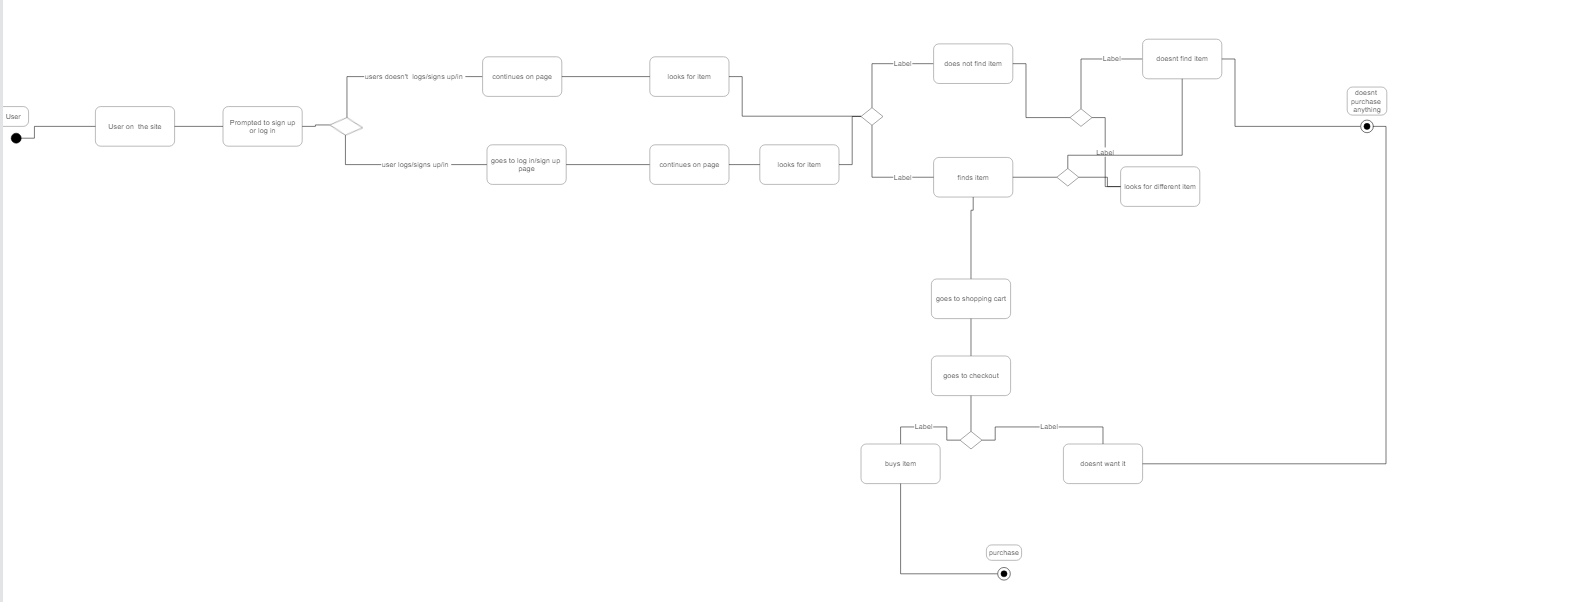 User
User on the site
Prompted to sign up
or log in
users doesn't logs/signs up/in
continues on page
looks for item
user logs/signs up/in
goes to log in/sign up
page
continues on page
looks for item
Label
does not find item
Label
doesnt find item
doesnt
purchase
anything
Label
finds item
Label
looks for different item
goes to shopping cart
goes to checkout
Label
Label
buys item
doesnt want it
purchase